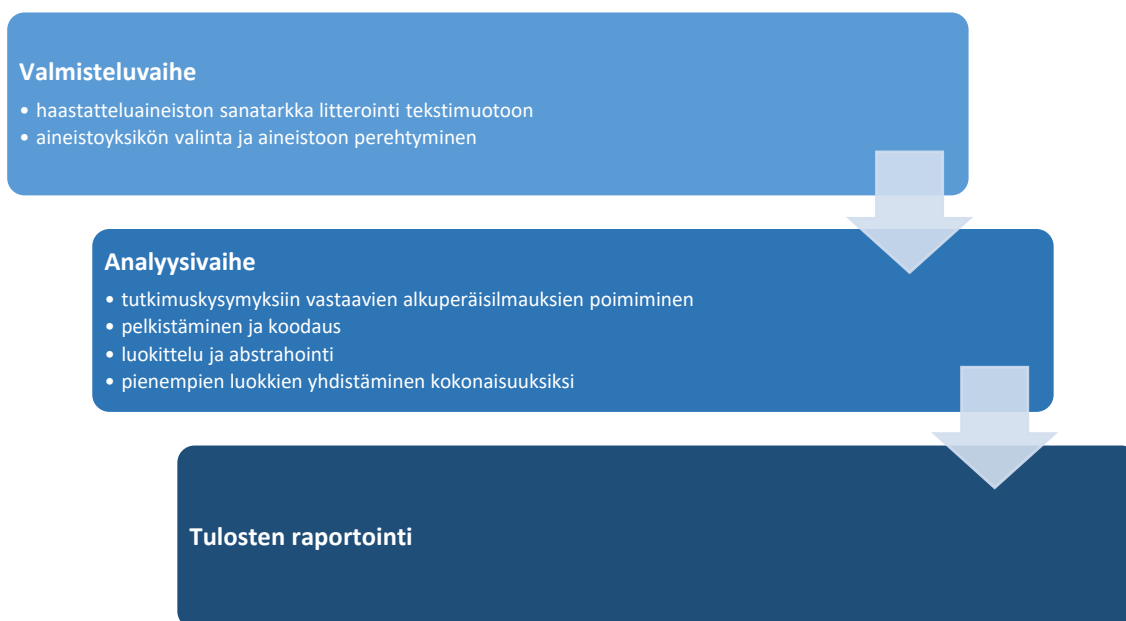 Valmisteluvaihe
• haastatteluaineiston sanatarkka litterointi tekstimuotoon
• aineistoyksikön valinta ja aineistoon perehtyminen
Analyysivaihe
• tutkimuskysymyksiin vastaavien alkuperäisilmauksien poimiminen
• pelkistäminen ja koodaus
• luokittelu ja abstrahointi
• pienempien luokkien yhdistäminen kokonaisuuksiksi
Tulosten raportointi